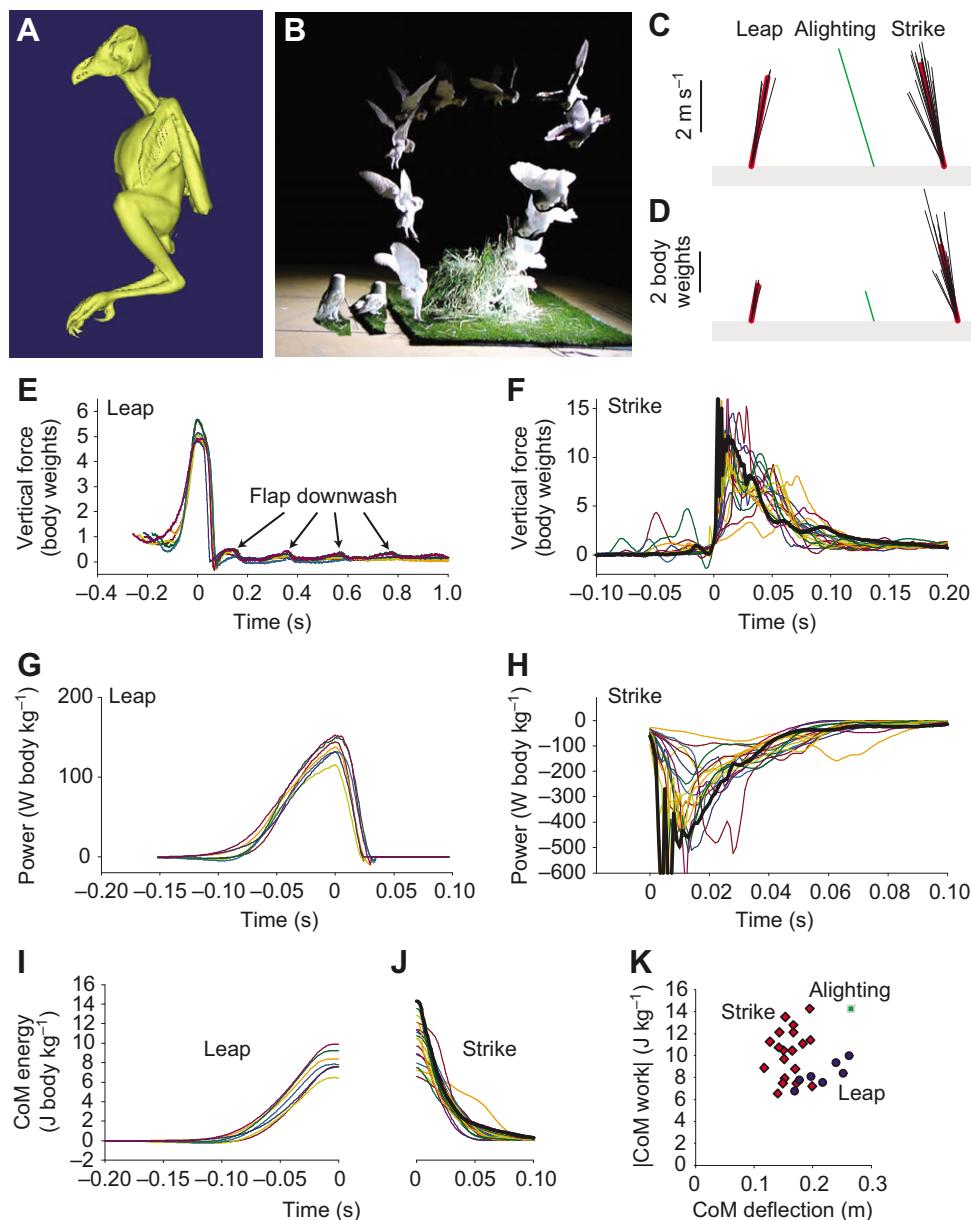 A
B
C
Leap Alighting Strike
2 m s–1
D
2 body
weights
E
Leap
Vertical force
(body weights)
6
5
4
3
2
1
0
Flap downwash
–0.4 –0.2 0 0.2 0.4 0.6 0.8 1.0
Time (s)
F
Strike
Vertical force
(body weights)
15
10
5
0
–0.10 –0.05 0 0.05 0.10 0.15 0.20
Time (s)
G
Leap
Power (W body kg–1)
200
100
0
–0.20 –0.15 –0.10 –0.05 0 0.05 0.10
Time (s)
H
Strike
Power (W body kg–1)
0
–100
–200
–300
–400
–500
–600
0 0.02 0.04 0.06 0.08 0.10
Time (s)
I
CoM energy
(J body kg–1)
16
14
12
10
8
6
4
2
0
–2
Leap
–0.20 –0.15 –0.10 –0.05 0
J
Strike
0 0.05 0.10
Time (s)
K
|CoM work| (J kg–1)
16
14
12
10
8
6
4
2
0
Alighting
Strike
Leap
0 0.1 0.2 0.3
CoM deflection (m)